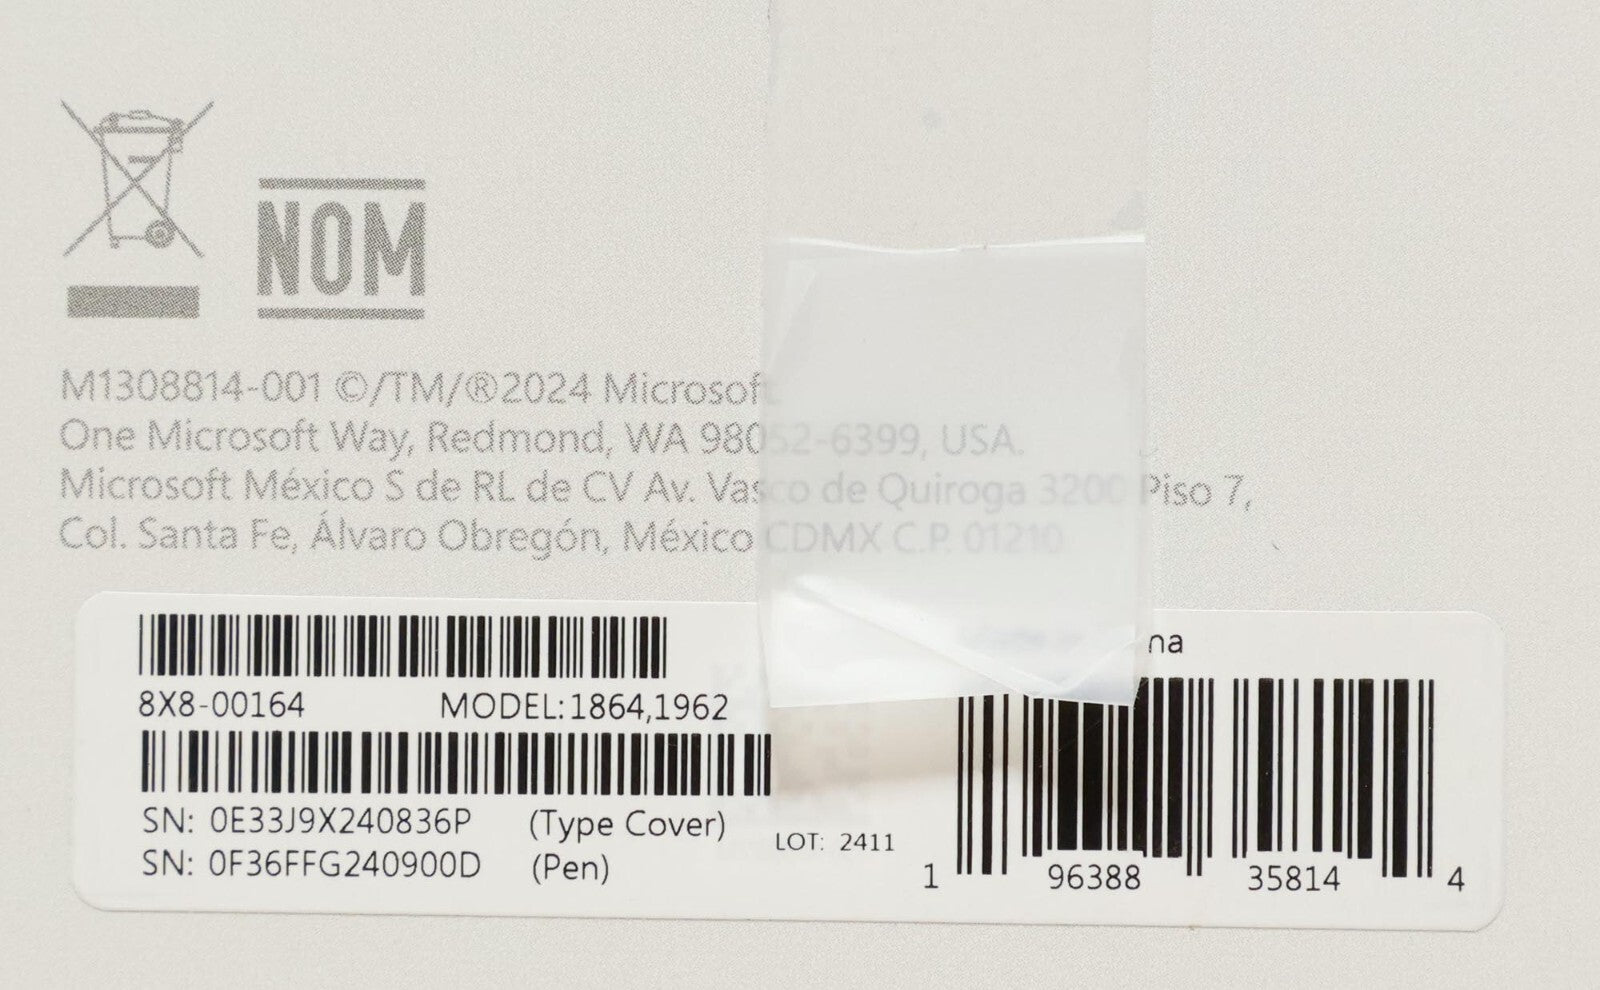 NOM
M1308814-001 ©/TM/®2024 Microsoft
One Microsoft Way, Redmond, WA 98052-6399, USA.
Microsoft México S de RL de CV Av. Vasco de Quiroga 3200 Piso 7,
Col. Santa Fe, Álvaro Obregón, México CDMX C.P. 01210
8X8-00164 MODEL:1864,1962
SN: 0E33J9X240836P (Type Cover)
SN: 0F36FFG240900D (Pen)
LOT: 2411
1 96388 35814 4